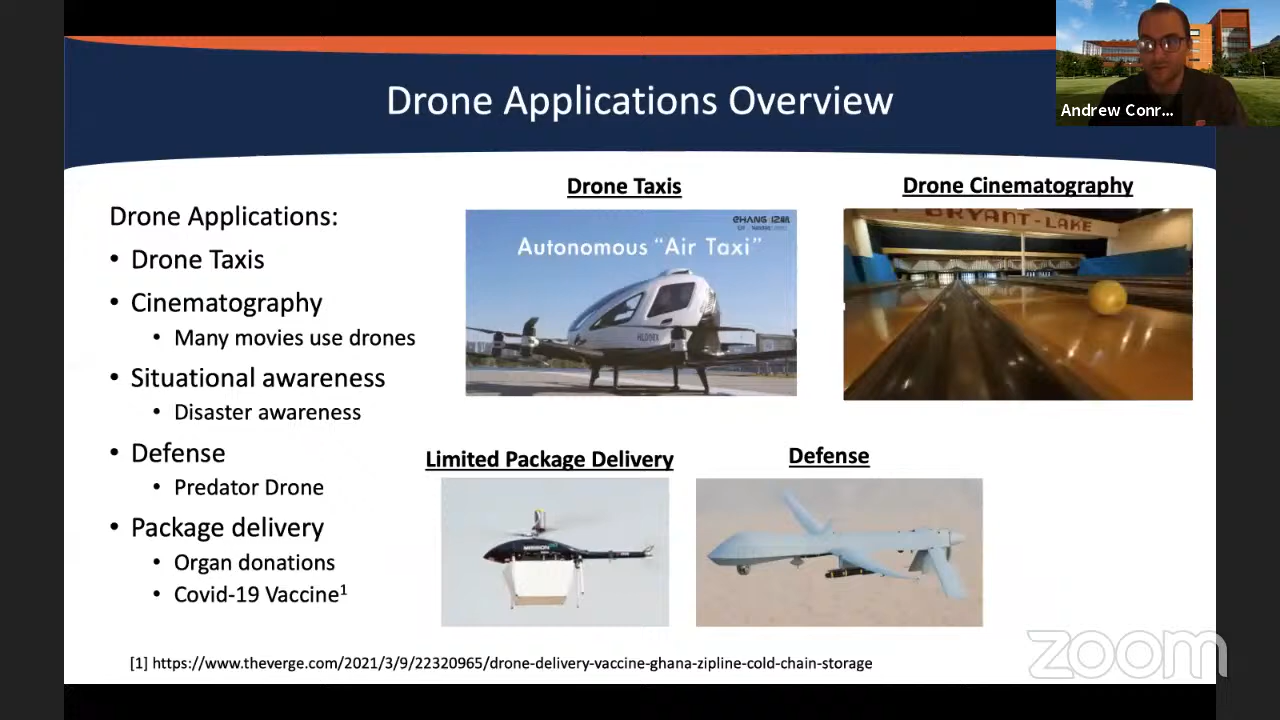 Drone Applications Overview
Andrew Conr...
Drone Applications:
• Drone Taxis
• Cinematography
• Many movies use drones
• Situational awareness
• Disaster awareness
• Defense
• Predator Drone
• Package delivery
• Organ donations
• Covid-19 Vaccine¹
Drone Taxis
EHANG 亿航
Autonomous "Air Taxi"
Drone Cinematography
BRYANT-LAKE
Limited Package Delivery
Defense
[1] https://www.theverge.com/2021/3/9/22320965/drone-delivery-vaccine-ghana-zipline-cold-chain-storage
zoom